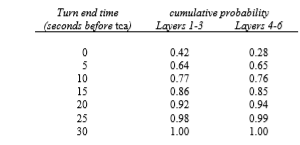 Turn end time cumulative probability
(seconds before tca) Layers 1-3 Layers 4-6
0 0.42 0.28
5 0.64 0.65
10 0.77 0.76
15 0.86 0.85
20 0.92 0.94
25 0.98 0.99
30 1.00 1.00